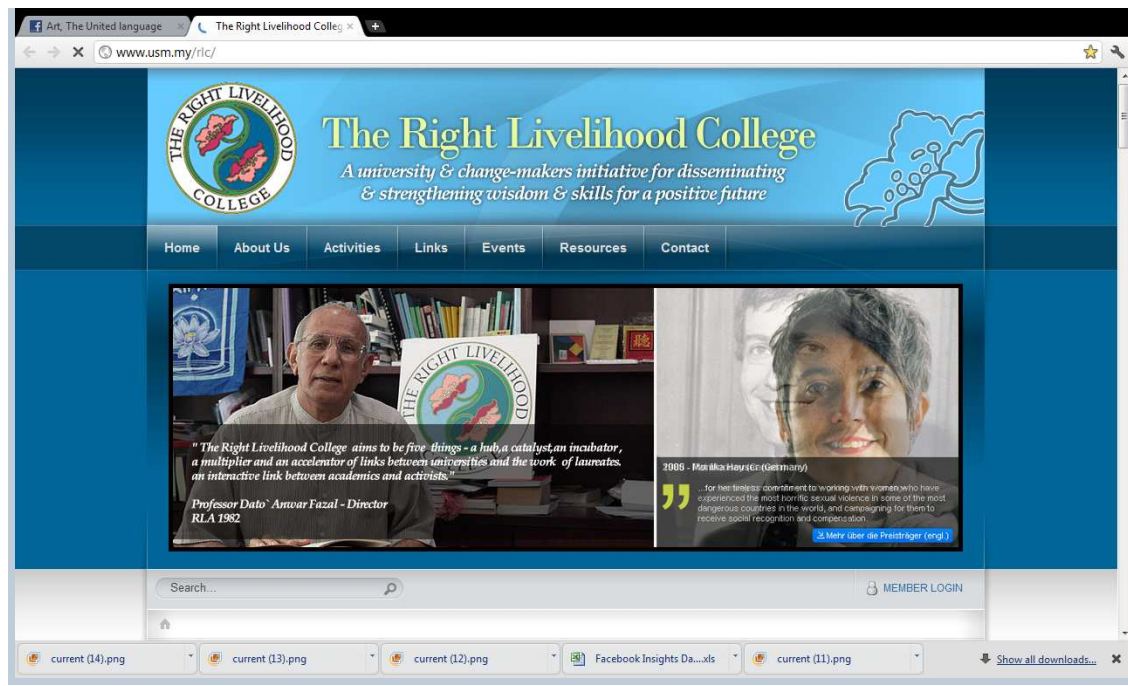 Art, The United language
The Right Livelihood Colleg
www.usm.my/rlc/
THE RIGHT LIVELIHOOD
COLLEGE
The Right Livelihood College
A university & change-makers initiative for disseminating
& strengthening wisdom & skills for a positive future
Home About Us Activities Links Events Resources Contact
THE RIGHT LIVELIHOOD
" The Right Livelihood College aims to be five things - a hub,a catalyst,an incubator ,
a multiplier and an accelerator of links between universities and the work of laureates.
an interactive link between academics and activists."
Professor Dato` Anwar Fazal - Director
RLA 1982
(Germany)
...for her tireless commitment to working with women who have
experienced the most horrific sexual violence in some of the most
dangerous countries in the world, and campaigning for them to
receive social recognition and compensation
Mehr über die Preisträger (engl.)
Search...
MEMBER LOGIN
current (14).png
current (13).png
current (12).png
Facebook Insights Da....xls
current (11).png
Show all downloads...